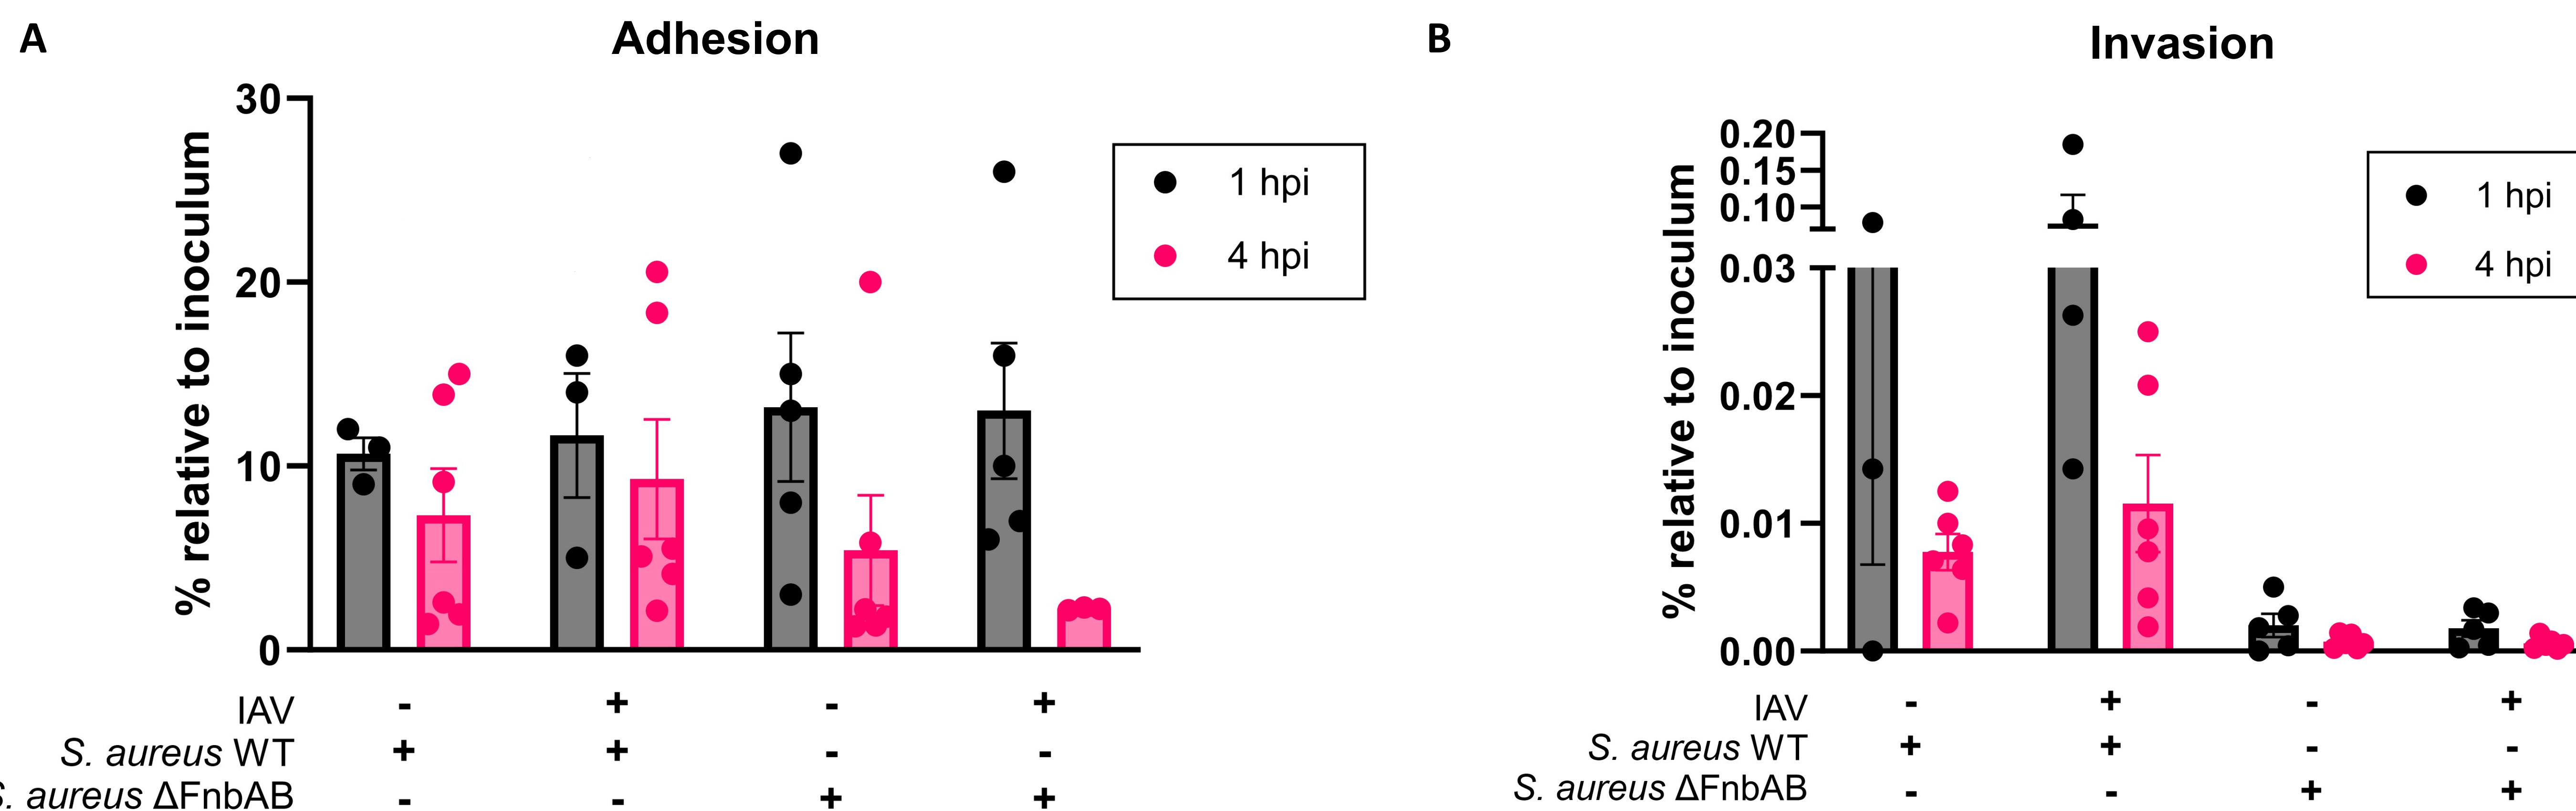 A
Adhesion
% relative to inoculum
30
20
10
0
1 hpi
4 hpi
IAV - + - +
S. aureus WT + + - -
S. aureus ΔFnbAB - - + +
B
Invasion
% relative to inoculum
0.20
0.15
0.10
0.03
0.02
0.01
0.00
1 hpi
4 hpi
IAV - + - +
S. aureus WT + + - -
S. aureus ΔFnbAB - - + +